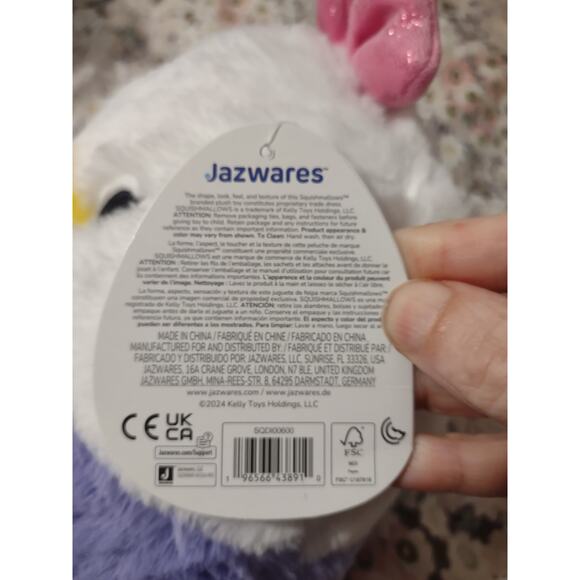 Jazwares™
The shape, look, feel, and texture of this Squishmallows™
branded plush toy constitutes proprietary trade dress.
SQUISHMALLOWS is a trademark of Kelly Toys Holdings, LLC.
ATTENTION: Remove packaging ties, bags, and fasteners before
giving toy to child. Retain package and any instructions for future
reference as they contain important information. Product appearance &
color may vary from shown. To Clean: Hand wash, then air dry.
La forme, l'aspect, le toucher et la texture de cette peluche de marque
Squishmallows™ constituent une propriété commerciale exclusive.
SQUISHMALLOWS est une marque de commerce de Kelly Toys Holdings, LLC.
ATTENTION : Retirer les fils de l'emballage, les sachets et les attaches avant de donner le
jouet à l'enfant. Conserver l'emballage et le manuel d'utilisation pour consultation future car
ils contiennent des informations importantes. L'apparence et la couleur peuvent
varier de l'image. Nettoyage : Lavez le produit à la main et laissez-le sécher à l'air libre.
La forma, aspecto, sensación y textura de este juguete de felpa marca Squishmallows™
constituyen una imagen comercial de propiedad exclusiva. SQUISHMALLOWS es una m
registrada de Kelly Toys Holdings, LLC. ATENCIÓN: retire los alambres, bolsas y sujetado
empaque antes de darle el juguete a un niño. Conserve el empaque y las instrucciones
referencia futura, ya que contienen información importante. El aspecto y color del prod
pueden ser diferentes a los mostrados. Para limpiar: Lavar a mano. Luego secar al a
MADE IN CHINA / FABRIQUÉ EN CHINE / FABRICADO EN CHINA
MANUFACTURED FOR AND DISTRIBUTED BY: / FABRIQUÉ ET DISTRIBUÉ PAR: /
FABRICADO Y DISTRIBUIDO POR: JAZWARES, LLC, SUNRISE, FL 33326, USA
JAZWARES, 16A CRANE GROVE, LONDON, N7 8LE, UNITED KINGDOM
JAZWARES GMBH, MINA-REES-STR. 8, 64295 DARMSTADT, GERMANY
www.jazwares.com / www.jazwares.de
©2024 Kelly Toys Holdings, LLC
CE UK CA
Jazwares.com/Support
SQDI00600
1 96566 43891 0
FSC
MIX